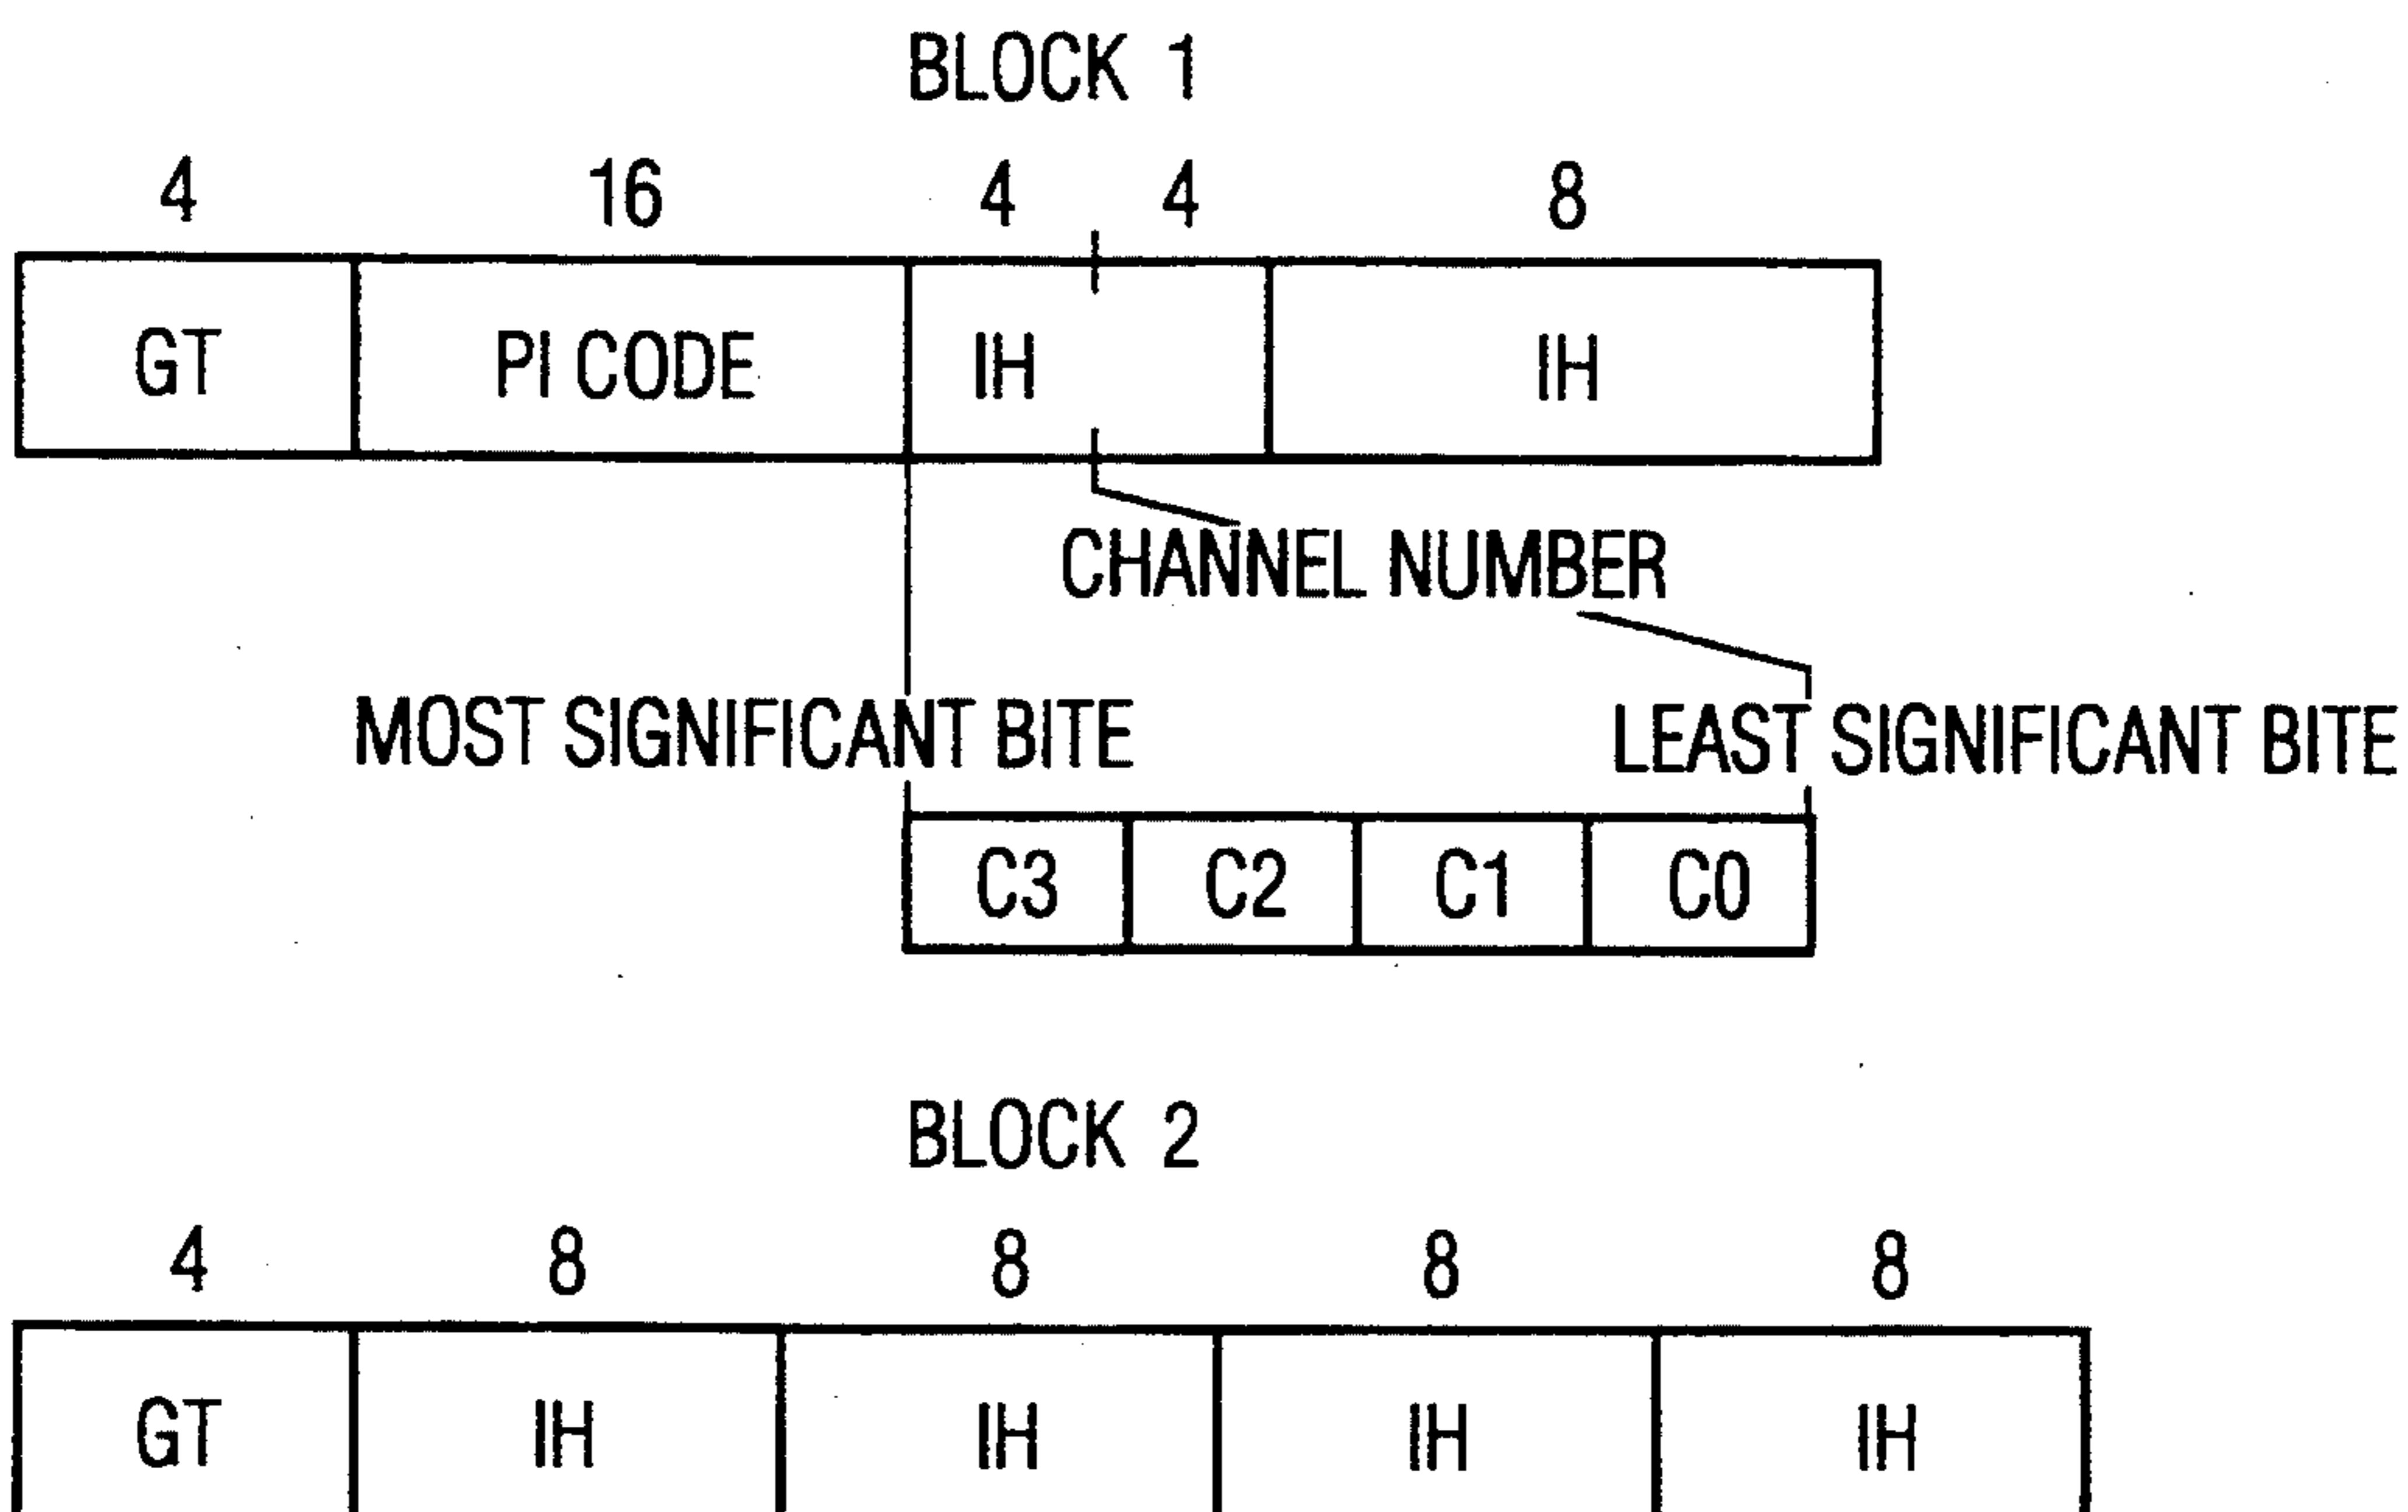 BLOCK 1
4 16 4 4 8
GT PI CODE IH IH
CHANNEL NUMBER
MOST SIGNIFICANT BITE LEAST SIGNIFICANT BITE
C3 C2 C1 C0
BLOCK 2
4 8 8 8 8
GT IH IH IH IH